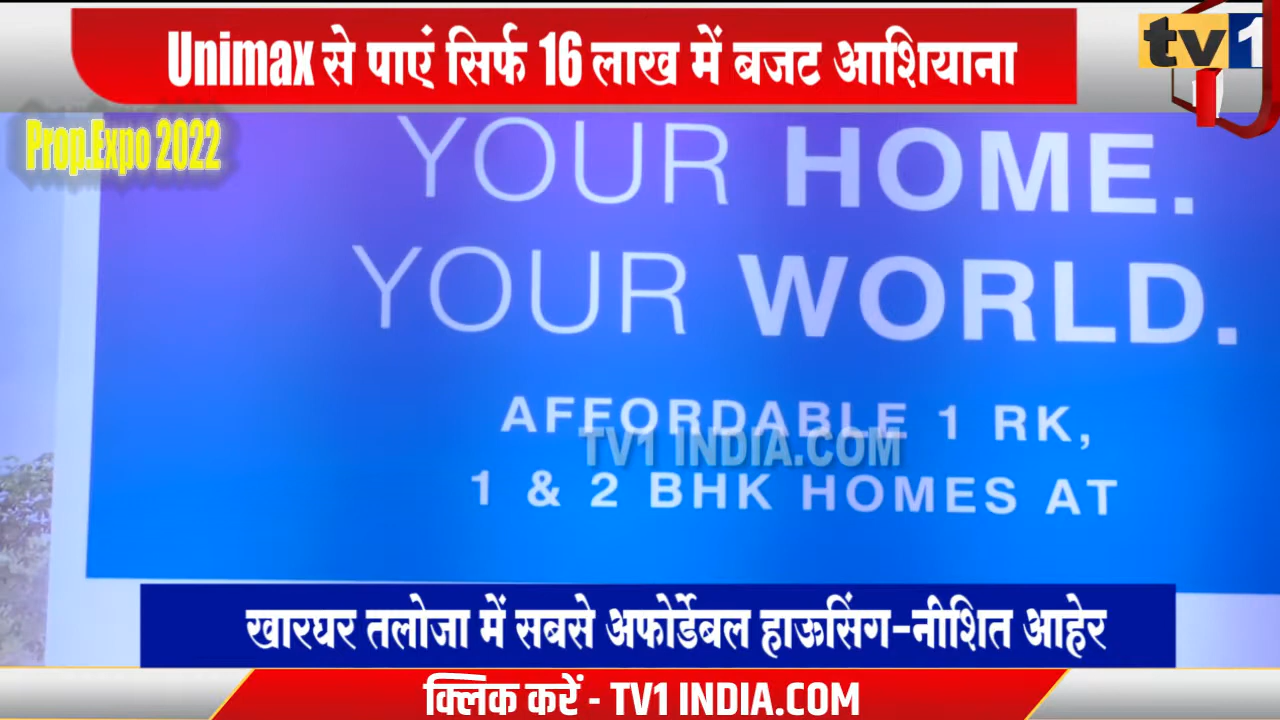 Unimax से पाएं सिर्फ 16 लाख में बजट आशियाना
tv1
Prop.Expo 2022
YOUR HOME.
YOUR WORLD.
AFFORDABLE 1 RK,
TV1 INDIA.COM
1 & 2 BHK HOMES AT
खारघर तलोजा में सबसे अफोर्डेबल हाऊसिंग-नीशित आहेर
क्लिक करें - TV1 INDIA.COM